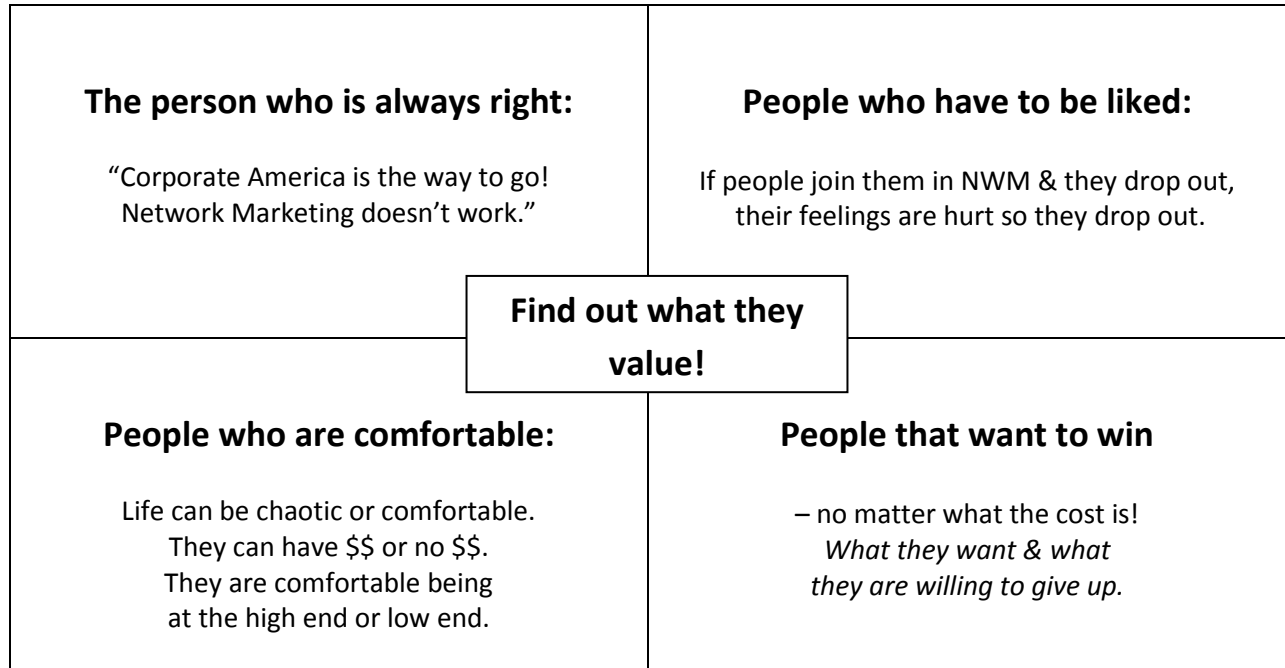 The person who is always right:
“Corporate America is the way to go!
Network Marketing doesn’t work.”
People who have to be liked:
If people join them in NWM & they drop out,
their feelings are hurt so they drop out.
Find out what they
value!
People who are comfortable:
Life can be chaotic or comfortable.
They can have $$ or no $$.
They are comfortable being
at the high end or low end.
People that want to win
– no matter what the cost is!
What they want & what
they are willing to give up.